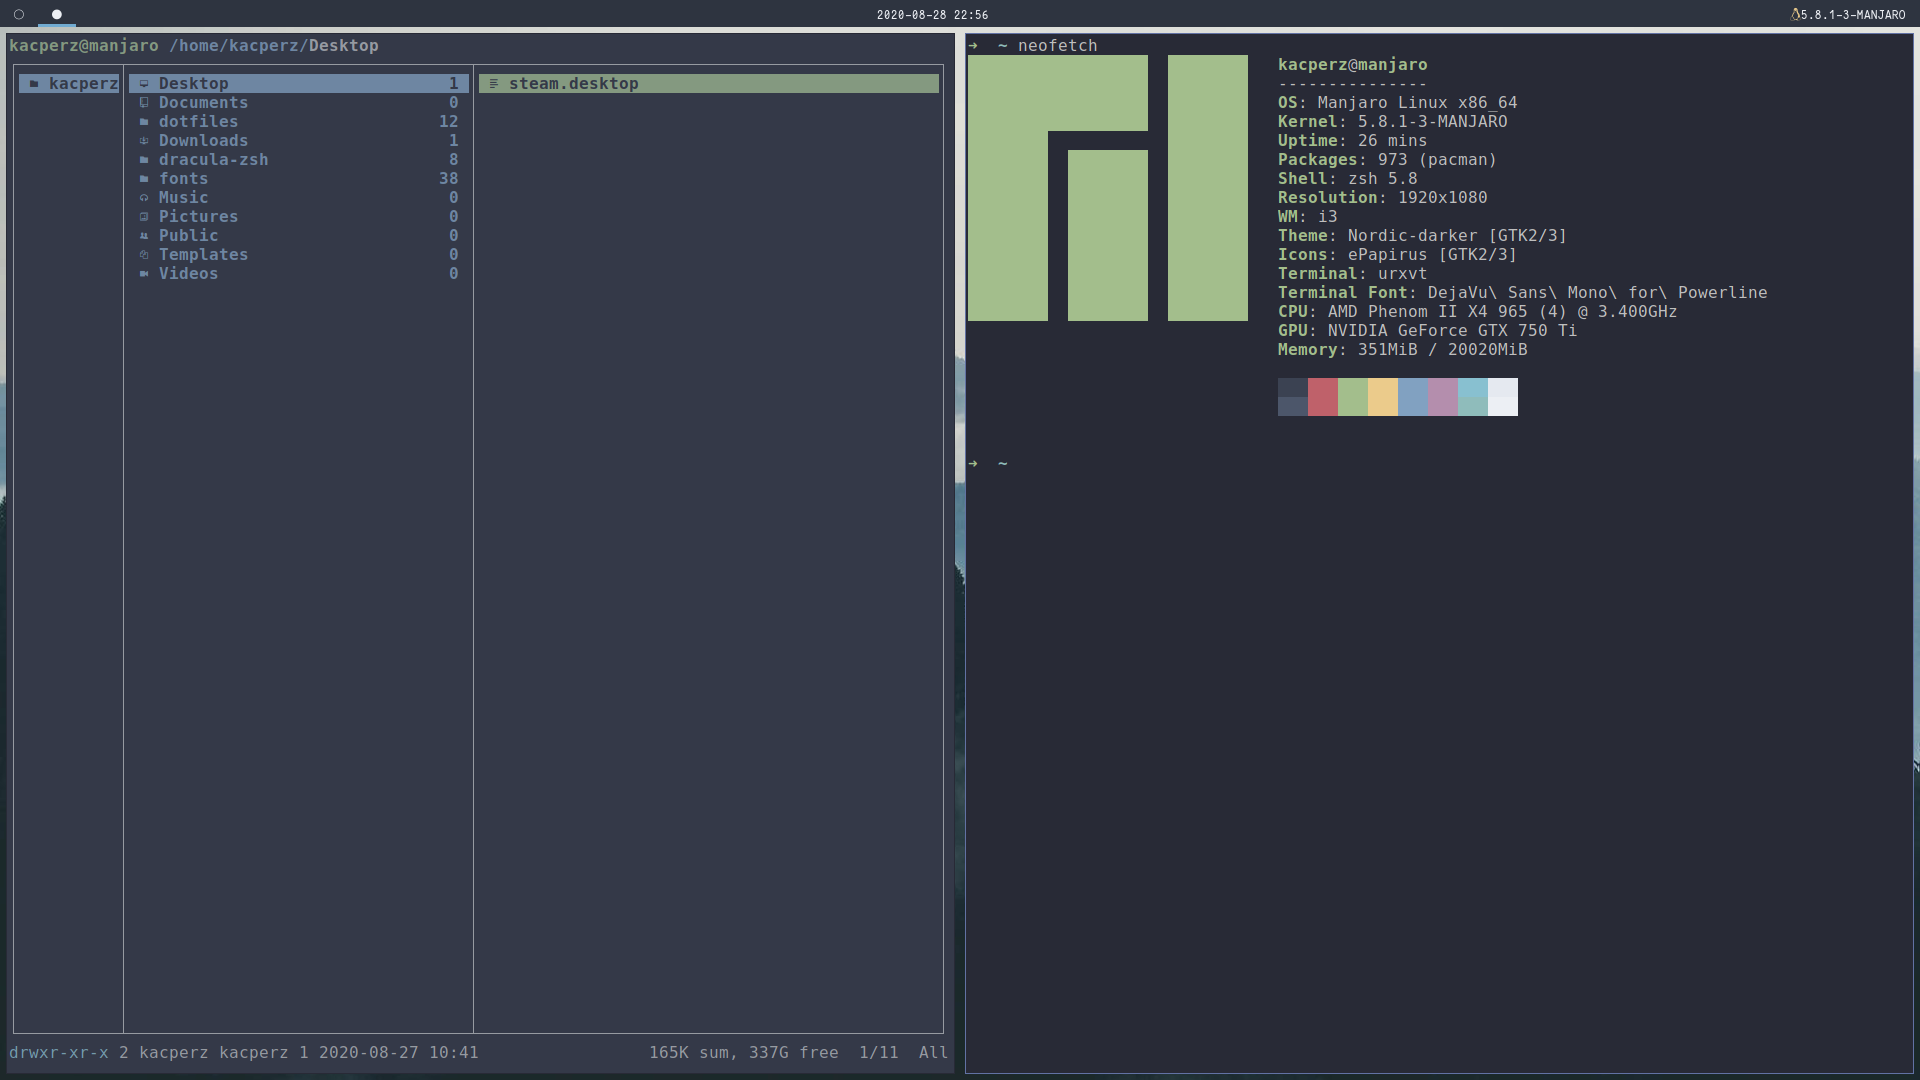 2020-08-28 22:56
5.8.1-3-MANJARO
kacperz@manjaro /home/kacperz/Desktop
kacperz
Desktop 1
Documents 0
dotfiles 12
Downloads 1
dracula-zsh 8
fonts 38
Music 0
Pictures 0
Public 0
Templates 0
Videos 0
steam.desktop
drwxr-xr-x 2 kacperz kacperz 1 2020-08-27 10:41
165K sum, 337G free 1/11 All
➜ ~ neofetch
kacperz@manjaro
---------------
OS: Manjaro Linux x86_64
Kernel: 5.8.1-3-MANJARO
Uptime: 26 mins
Packages: 973 (pacman)
Shell: zsh 5.8
Resolution: 1920x1080
WM: i3
Theme: Nordic-darker [GTK2/3]
Icons: ePapirus [GTK2/3]
Terminal: urxvt
Terminal Font: DejaVu\ Sans\ Mono\ for\ Powerline
CPU: AMD Phenom II X4 965 (4) @ 3.400GHz
GPU: NVIDIA GeForce GTX 750 Ti
Memory: 351MiB / 20020MiB
➜ ~